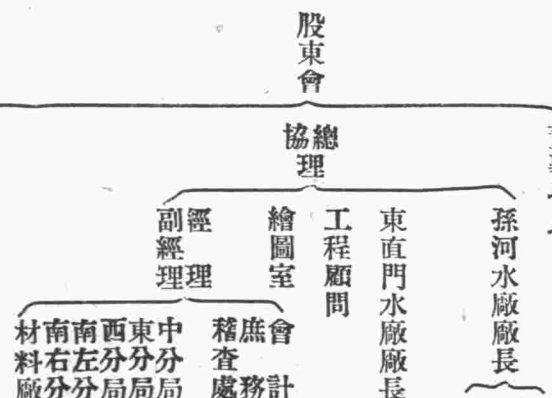 股東會
總協理
孫河水廠廠長
東直門水廠廠長
工程顧問
繪圖室
經理
副經理
會計
庶務
稽查處
中分局
東分局
西分局
南左分
南右分
材料廠